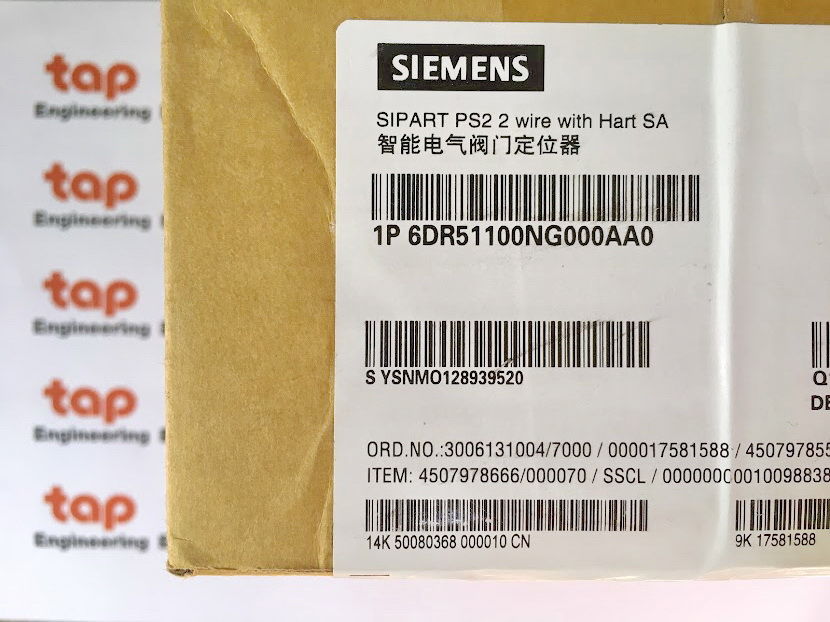 tap
Engineering
tap
Engineering
tap
Engineering
tap
Engineering
tap
Engineering
SIEMENS
SIPART PS2 2 wire with Hart SA
智能电气阀门定位器
1P 6DR51100NG000AA0
S YSNMO128939520
ORD.NO.:3006131004/7000 / 000017581588 / 450797855
ITEM: 4507978666/000070 / SSCL / 00000000010098838
14K 50080368 000010 CN
9K 17581588